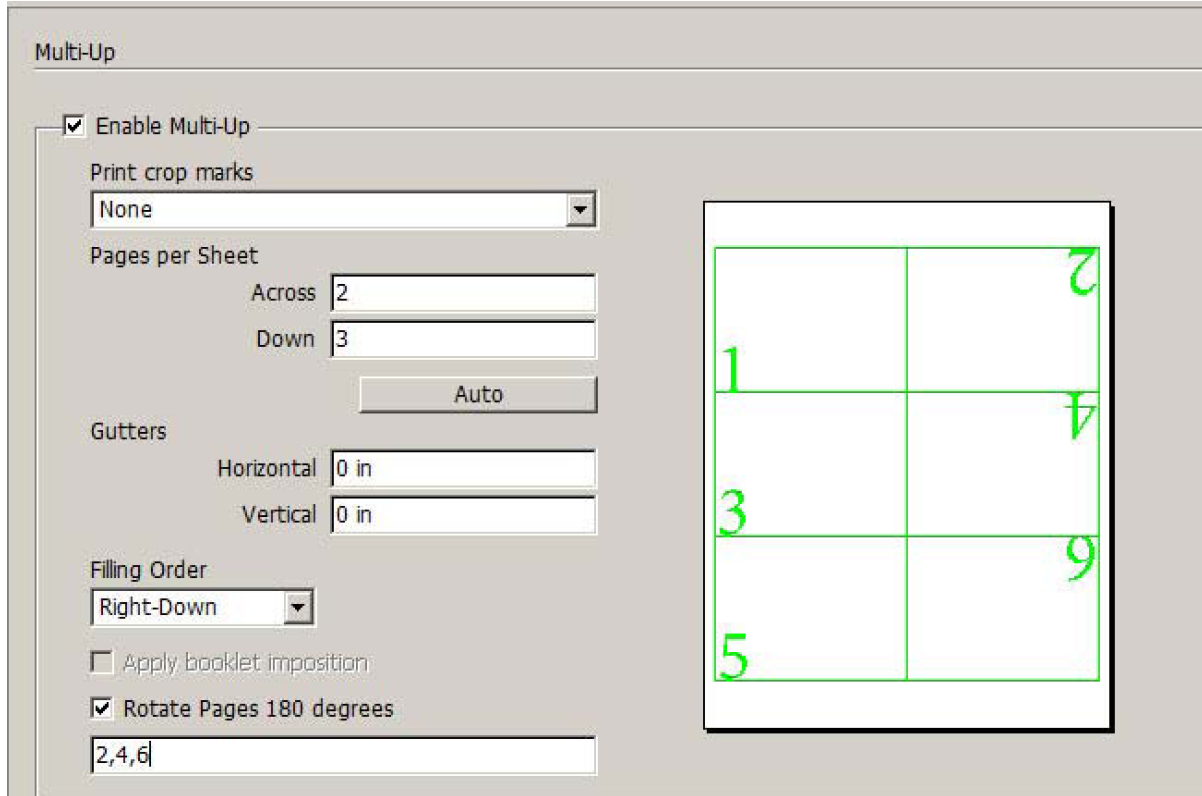 Multi-Up
Enable Multi-Up
Print crop marks
None
Pages per Sheet
Across 2
Down 3
Auto
Gutters
Horizontal 0 in
Vertical 0 in
Filling Order
Right-Down
Apply booklet imposition
Rotate Pages 180 degrees
2,4,6
1 2
3 4
5 6